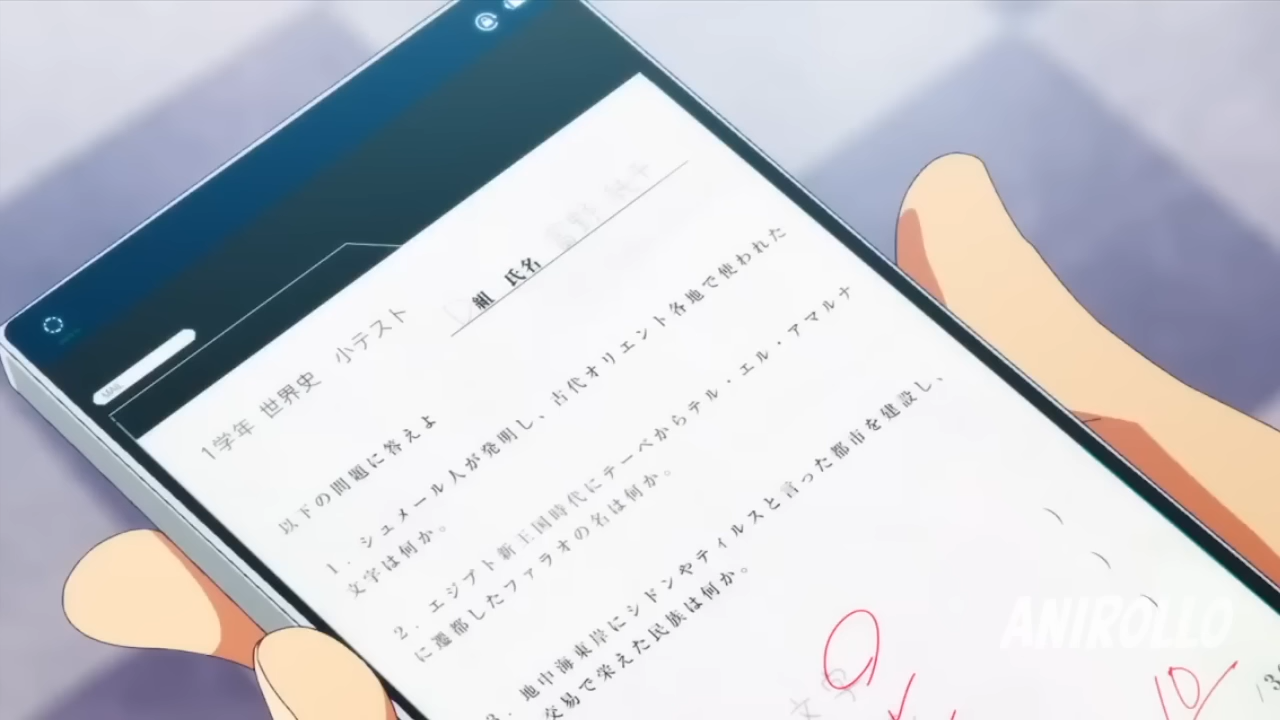 MAIL
1学年 世界史 小テスト
組 氏名
以下の問題に答えよ
1. シュメール人が発明し、古代オリエント各地で使われた
文字は何か。
2. エジプト新王国時代にテーベからテル・エル・アマルナ
に遷都したファラオの名は何か。
3. 地中海東岸にシドンやティルスと言った都市を建設し、
交易で栄えた民族は何か。
文字
10
ANIROLLO